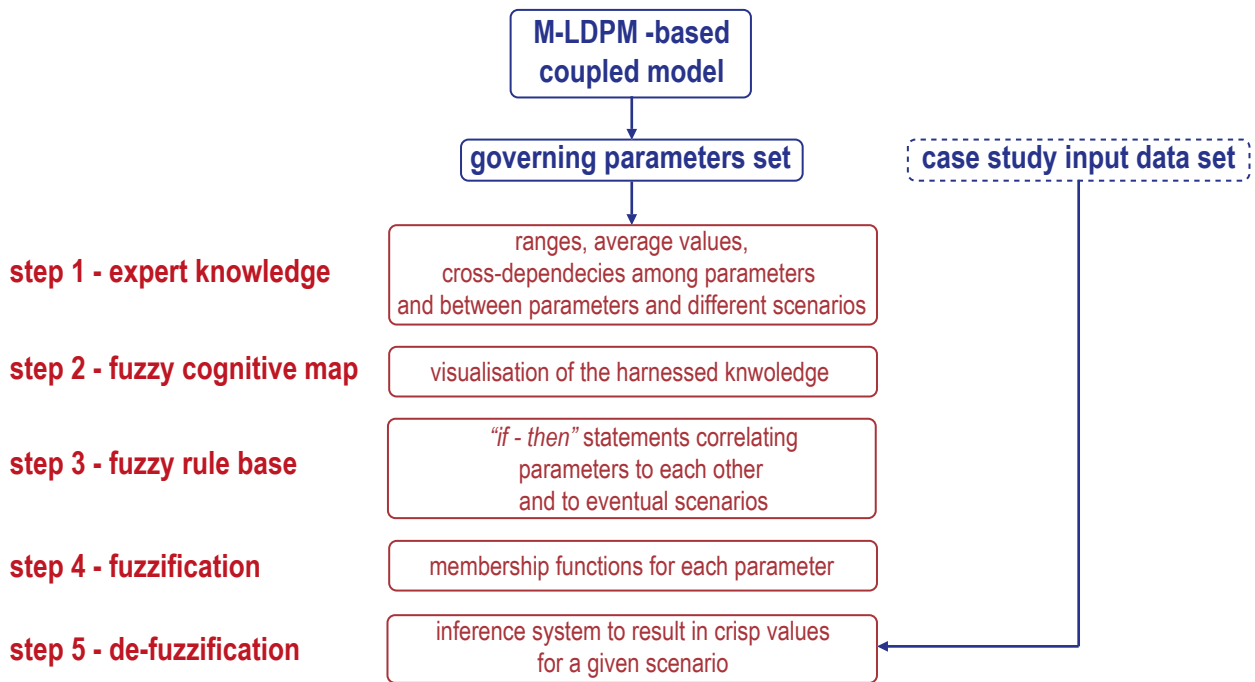 M-LDPM -based
coupled model
governing parameters set
case study input data set
step 1 - expert knowledge
ranges, average values,
cross-dependecies among parameters
and between parameters and different scenarios
step 2 - fuzzy cognitive map
visualisation of the harnessed knwoledge
step 3 - fuzzy rule base
“if - then” statements correlating
parameters to each other
and to eventual scenarios
step 4 - fuzzification
membership functions for each parameter
step 5 - de-fuzzification
inference system to result in crisp values
for a given scenario